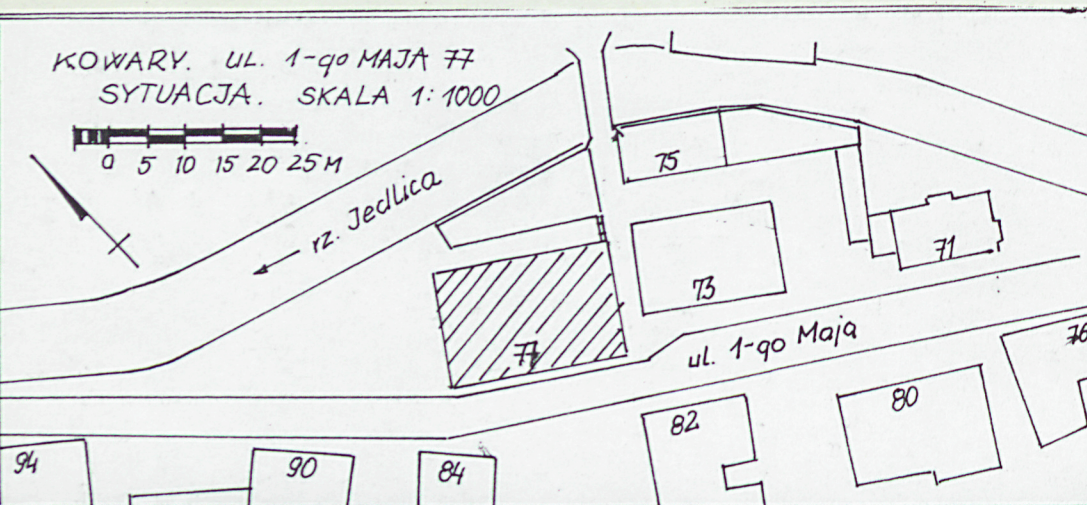 KOWARY. UL. 1-go MAJA 77
SYTUACJA. SKALA 1:1000
0 5 10 15 20 25 M
rz. Jedlica
75
71
73
77
ul. 1-go Maja
76
80
82
94
90
84